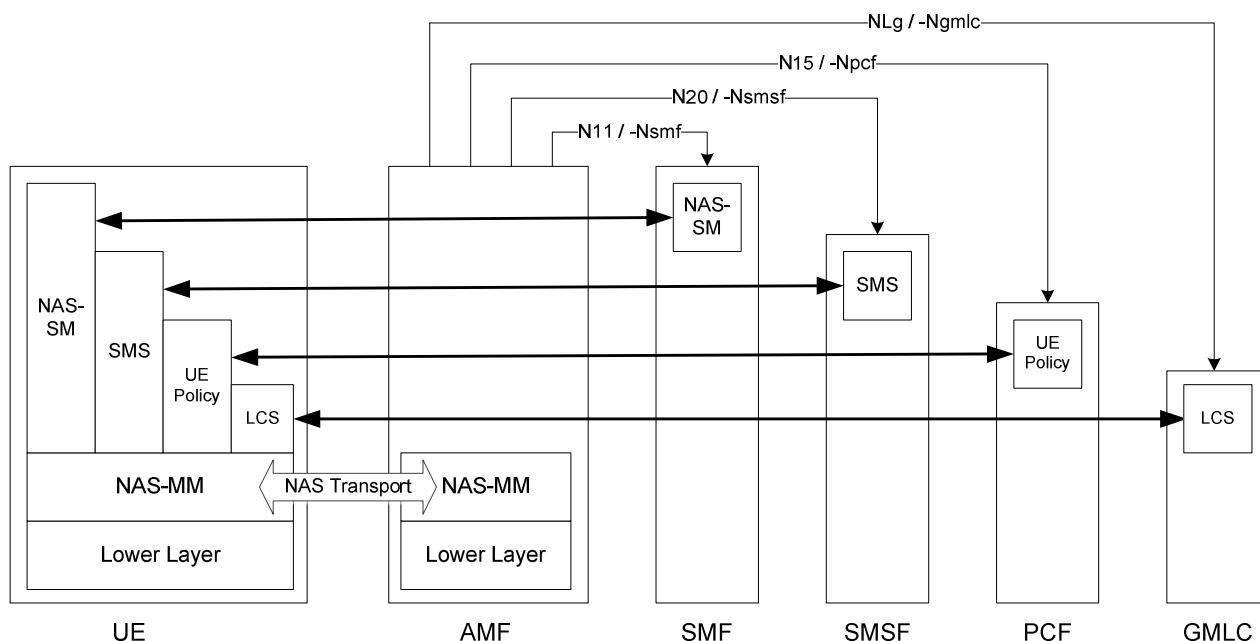 NLg / -Ngmlc
N15 / -Npcf
N20 / -Nsmsf
N11 / -Nsmf
NAS-
SM
SMS
UE
Policy
LCS
NAS-MM
Lower Layer
NAS Transport
NAS-MM
Lower Layer
NAS-
SM
SMS
UE
Policy
LCS
UE
AMF
SMF
SMSF
PCF
GMLC